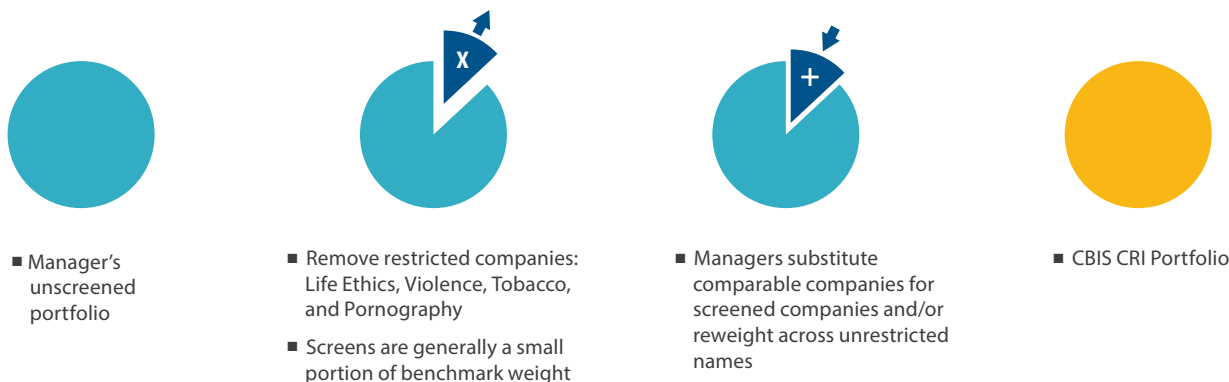 X
+
■ Manager's
unscreened
portfolio
■ Remove restricted companies:
Life Ethics, Violence, Tobacco,
and Pornography
■ Screens are generally a small
portion of benchmark weight
■ Managers substitute
comparable companies for
screened companies and/or
reweight across unrestricted
names
■ CBIS CRI Portfolio